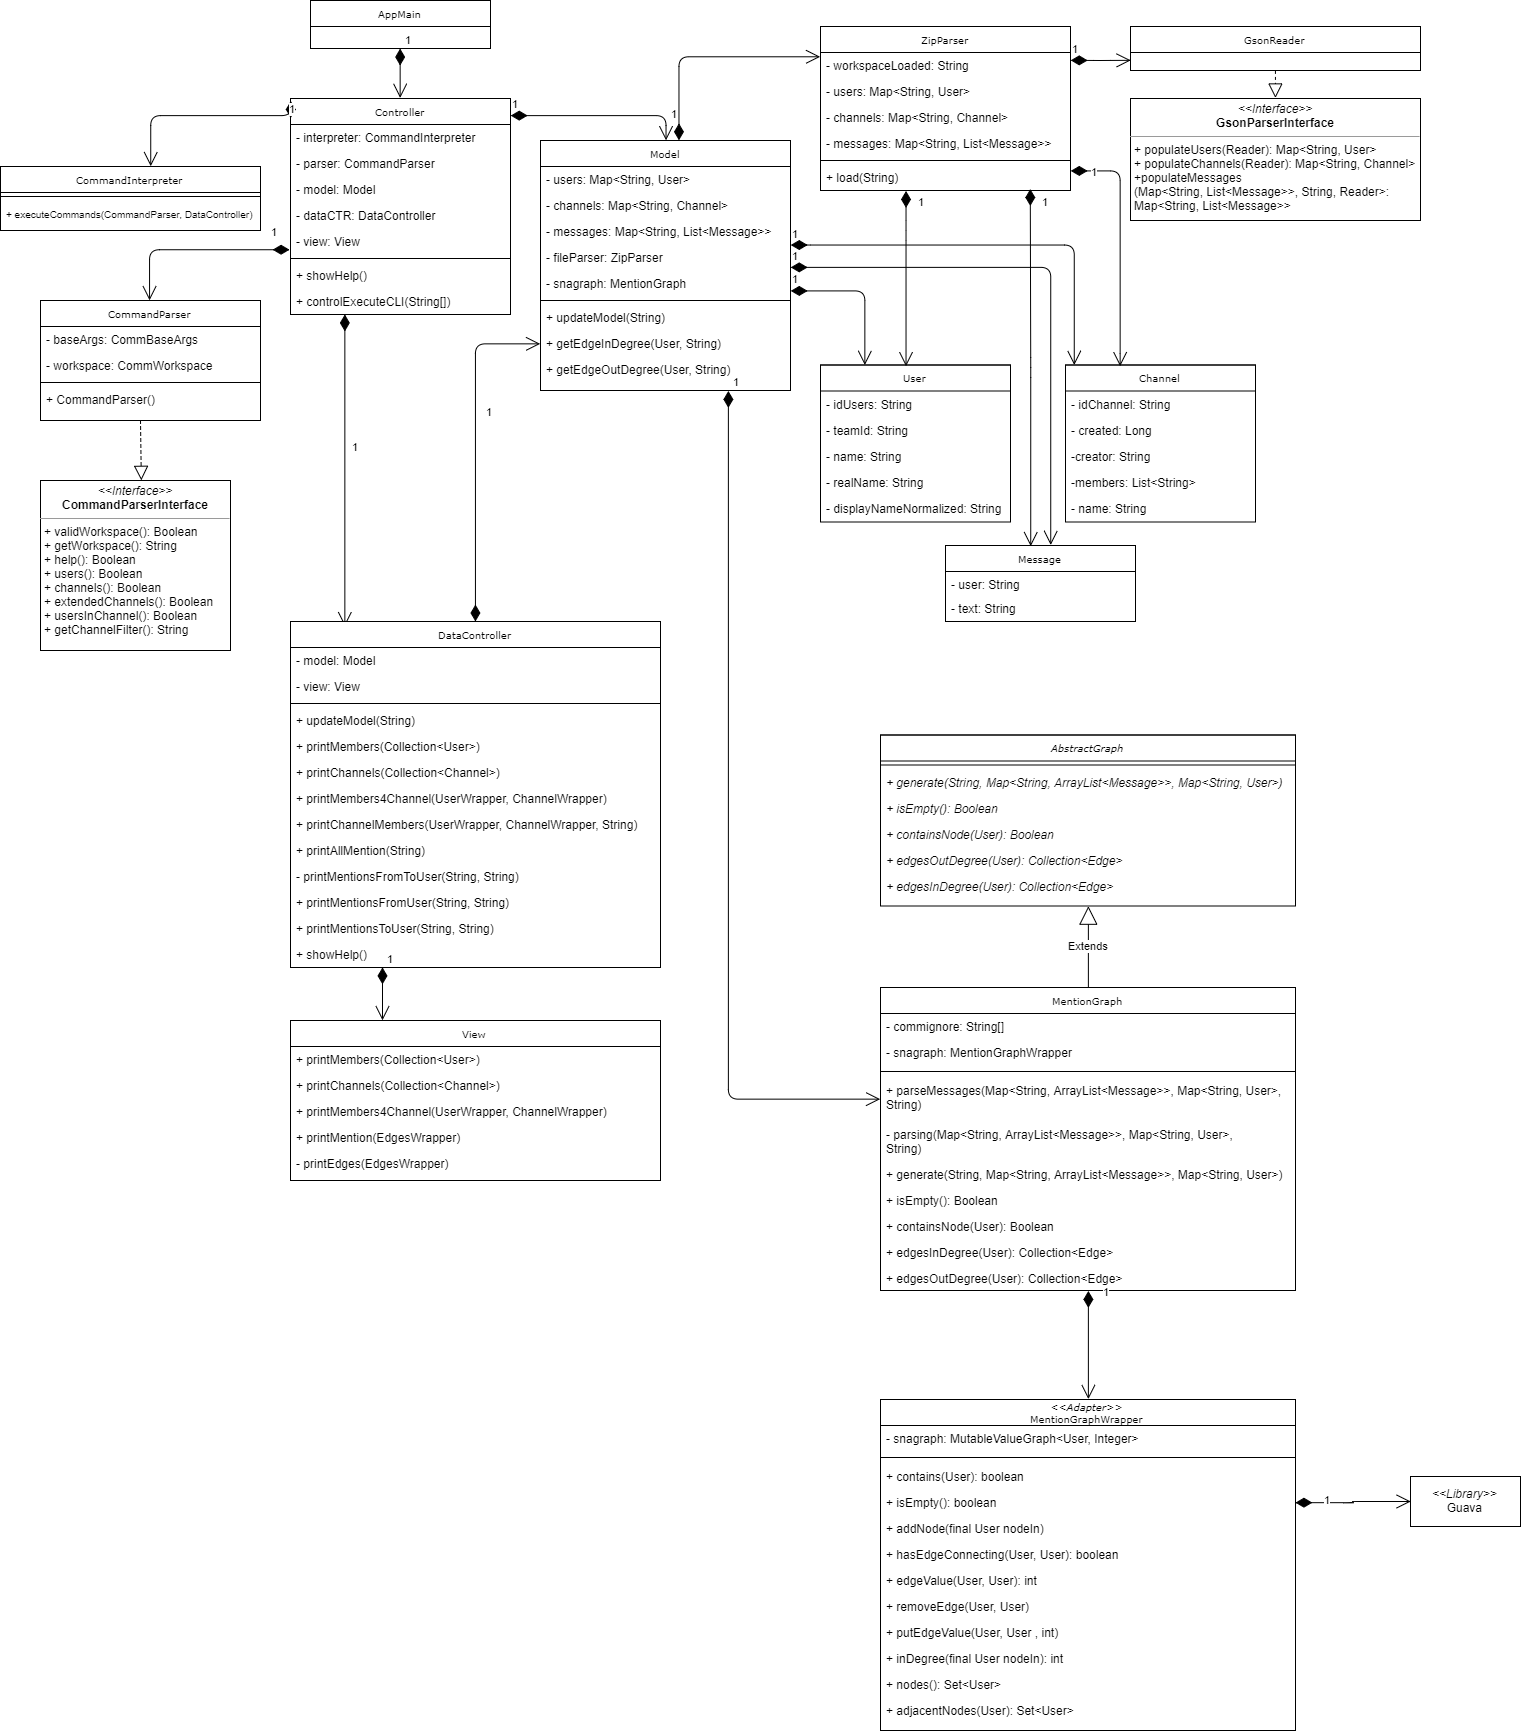 AppMain
1
Controller
- interpreter: CommandInterpreter
- parser: CommandParser
- model: Model
- dataCTR: DataController
- view: View
+ showHelp()
+ controlExecuteCLI(String[])
1
1
1
1
CommandInterpreter
+ executeCommands(CommandParser, DataController)
CommandParser
- baseArgs: CommBaseArgs
- workspace: CommWorkspace
+ CommandParser()
<<Interface>>
CommandParserInterface
+ validWorkspace(): Boolean
+ getWorkspace(): String
+ help(): Boolean
+ users(): Boolean
+ channels(): Boolean
+ extendedChannels(): Boolean
+ usersInChannel(): Boolean
+ getChannelFilter(): String
Model
- users: Map<String, User>
- channels: Map<String, Channel>
- messages: Map<String, List<Message>>
- fileParser: ZipParser
- snagraph: MentionGraph
+ updateModel(String)
+ getEdgeInDegree(User, String)
+ getEdgeOutDegree(User, String)
1
1
1
1
1
1
ZipParser
- workspaceLoaded: String
- users: Map<String, User>
- channels: Map<String, Channel>
- messages: Map<String, List<Message>>
+ load(String)
1
1
1
1
GsonReader
<<Interface>>
GsonParserInterface
+ populateUsers(Reader): Map<String, User>
+ populateChannels(Reader): Map<String, Channel>
+populateMessages
(Map<String, List<Message>>, String, Reader>:
Map<String, List<Message>>
User
- idUsers: String
- teamId: String
- name: String
- realName: String
- displayNameNormalized: String
Channel
- idChannel: String
- created: Long
-creator: String
-members: List<String>
- name: String
Message
- user: String
- text: String
DataController
- model: Model
- view: View
+ updateModel(String)
+ printMembers(Collection<User>)
+ printChannels(Collection<Channel>)
+ printMembers4Channel(UserWrapper, ChannelWrapper)
+ printChannelMembers(UserWrapper, ChannelWrapper, String)
+ printAllMention(String)
- printMentionsFromToUser(String, String)
+ printMentionsFromUser(String, String)
+ printMentionsToUser(String, String)
+ showHelp()
1
View
+ printMembers(Collection<User>)
+ printChannels(Collection<Channel>)
+ printMembers4Channel(UserWrapper, ChannelWrapper)
+ printMention(EdgesWrapper)
- printEdges(EdgesWrapper)
AbstractGraph
+ generate(String, Map<String, ArrayList<Message>>, Map<String, User>)
+ isEmpty(): Boolean
+ containsNode(User): Boolean
+ edgesOutDegree(User): Collection<Edge>
+ edgesInDegree(User): Collection<Edge>
Extends
MentionGraph
- commignore: String[]
- snagraph: MentionGraphWrapper
+ parseMessages(Map<String, ArrayList<Message>>, Map<String, User>,
String)
- parsing(Map<String, ArrayList<Message>>, Map<String, User>,
String)
+ generate(String, Map<String, ArrayList<Message>>, Map<String, User>)
+ isEmpty(): Boolean
+ containsNode(User): Boolean
+ edgesInDegree(User): Collection<Edge>
+ edgesOutDegree(User): Collection<Edge>
1
<<Adapter>>
MentionGraphWrapper
- snagraph: MutableValueGraph<User, Integer>
+ contains(User): boolean
+ isEmpty(): boolean
+ addNode(final User nodeIn)
+ hasEdgeConnecting(User, User): boolean
+ edgeValue(User, User): int
+ removeEdge(User, User)
+ putEdgeValue(User, User , int)
+ inDegree(final User nodeIn): int
+ nodes(): Set<User>
+ adjacentNodes(User): Set<User>
1
<<Library>>
Guava